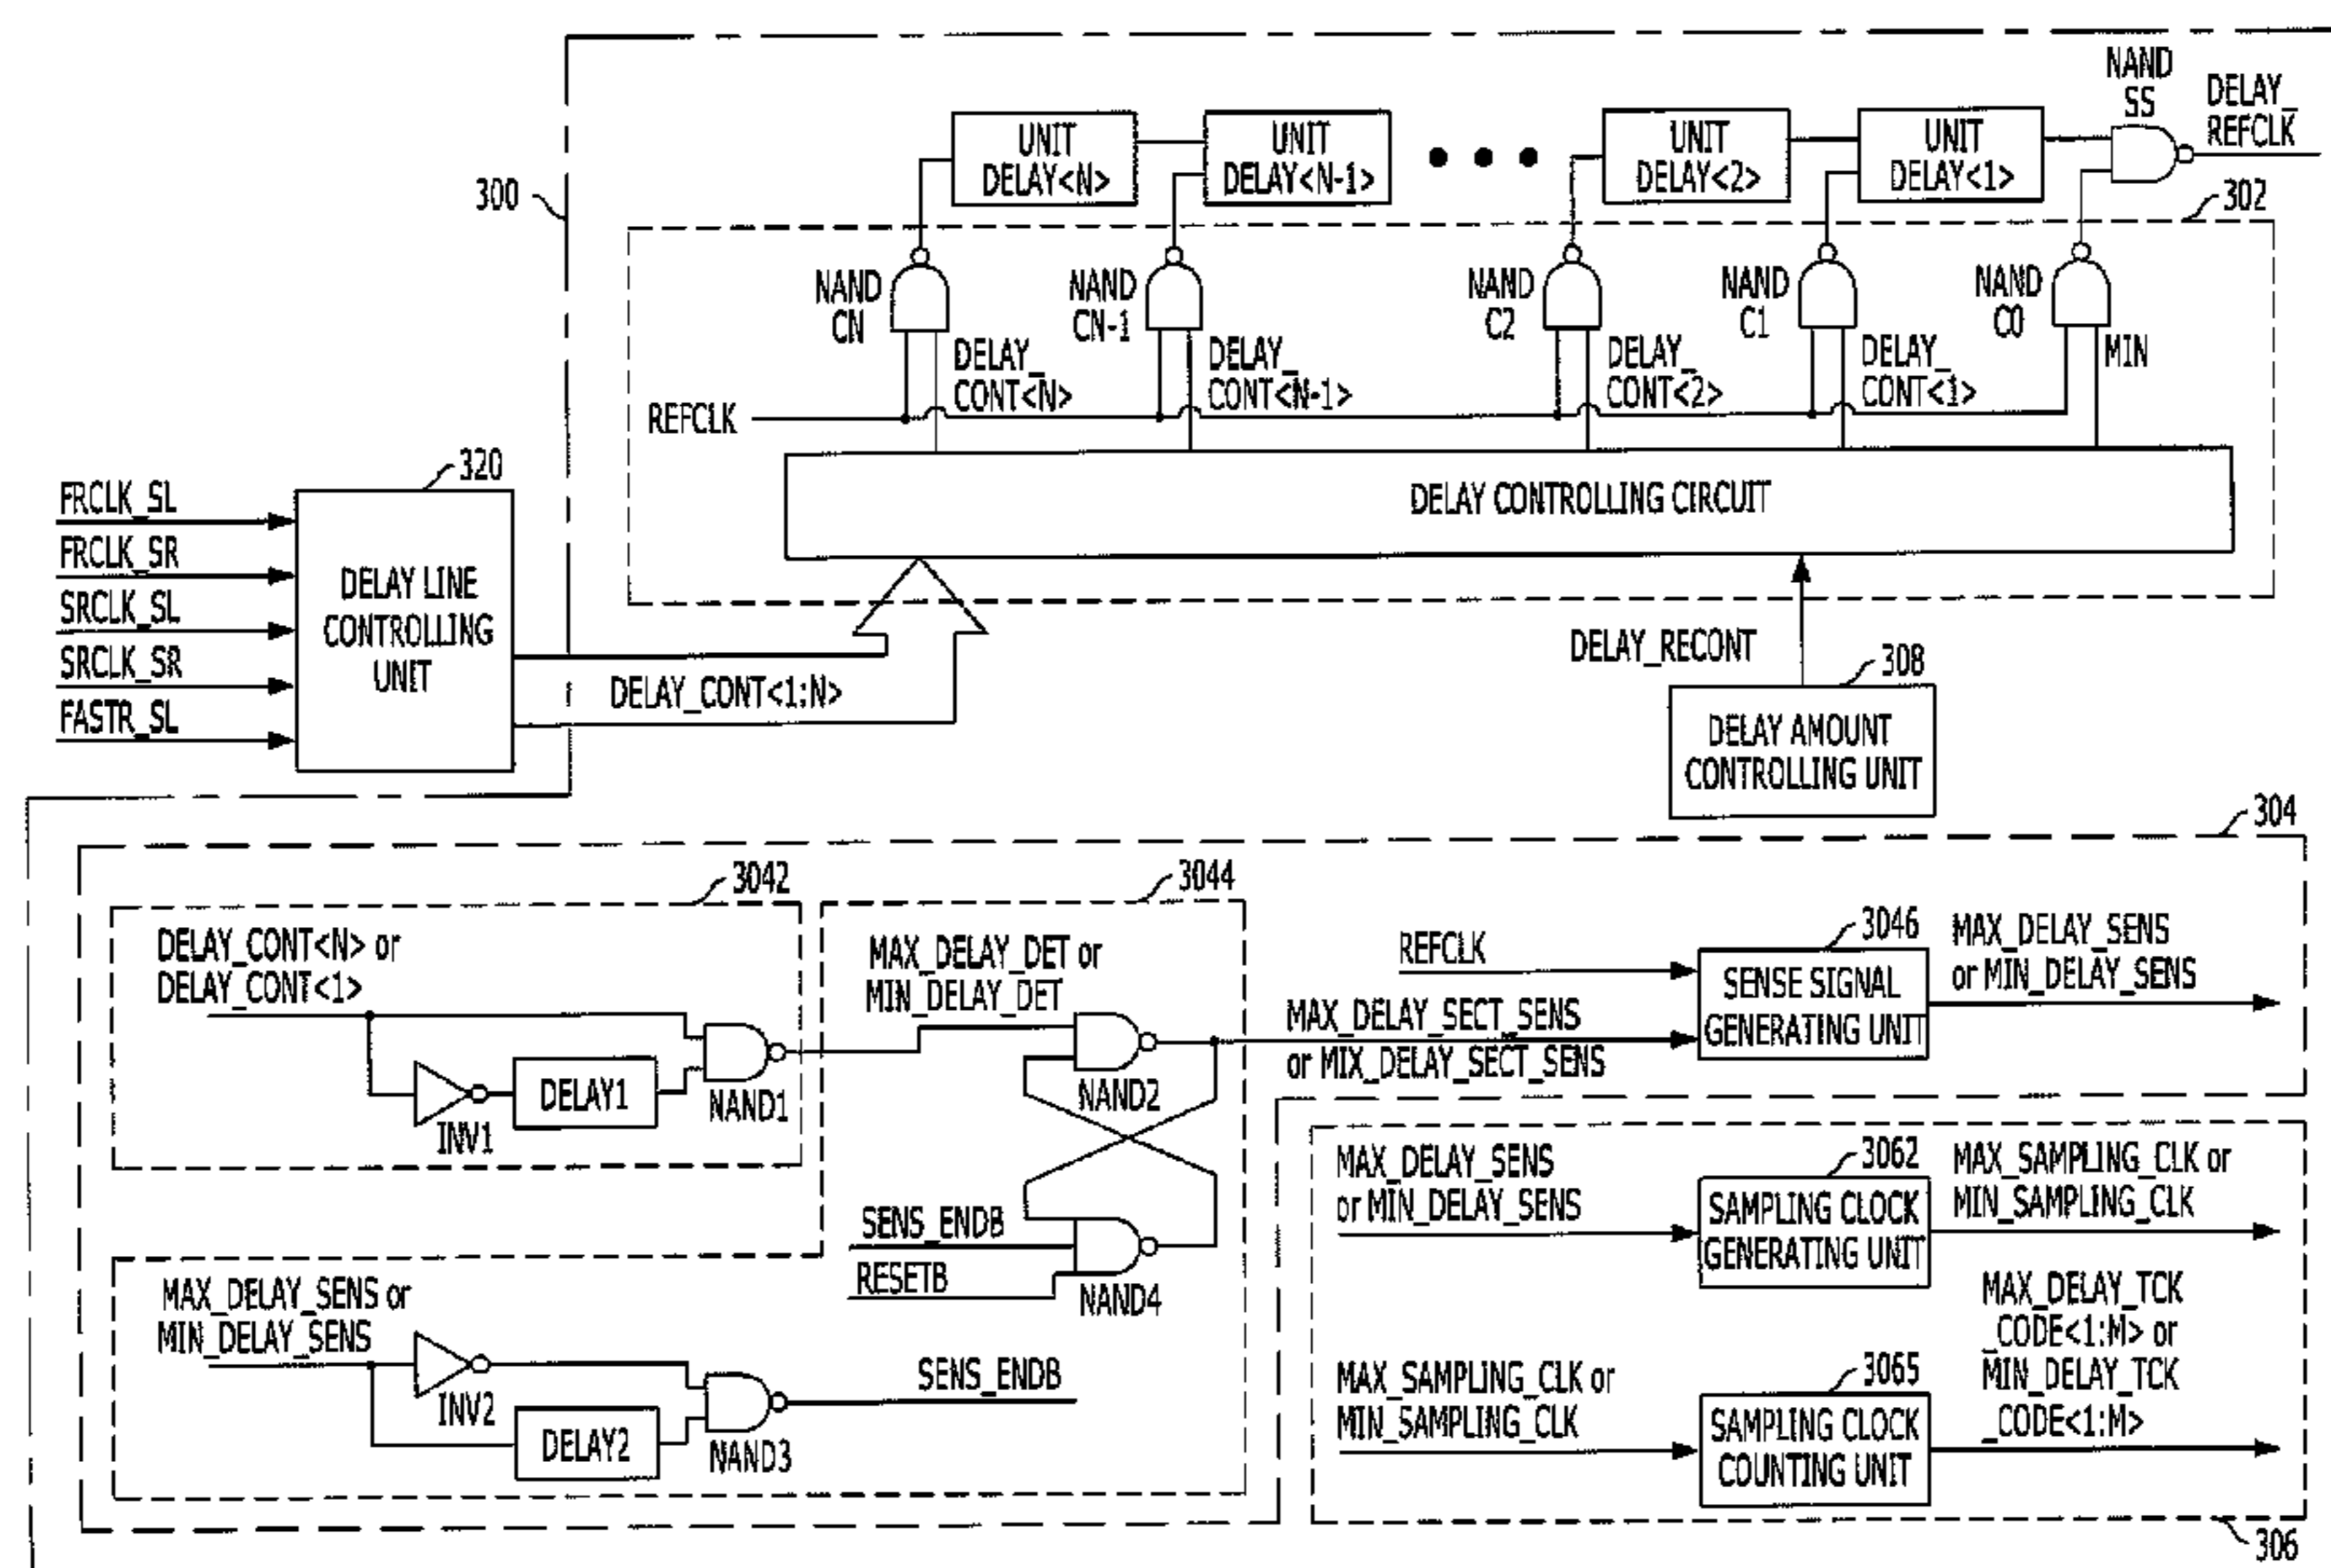 300
UNIT
DELAY<N>
UNIT
DELAY<N-1>
UNIT
DELAY<2>
UNIT
DELAY<1>
NAND
SS
DELAY_
REFCLK
302
NAND
CN
NAND
CN-1
NAND
C2
NAND
C1
NAND
C0
DELAY_
CONT<N>
DELAY_
CONT<N-1>
DELAY_
CONT<2>
DELAY_
CONT<1>
MIN
REFCLK
DELAY CONTROLLING CIRCUIT
320
FRCLK_SL
FRCLK_SR
SRCLK_SL
SRCLK_SR
FASTR_SL
DELAY LINE
CONTROLLING
UNIT
DELAY_CONT<1:N>
DELAY_RECONT
308
DELAY AMOUNT
CONTROLLING UNIT
304
3042
DELAY_CONT<N> or
DELAY_CONT<1>
INV1
DELAY1
NAND1
3044
MAX_DELAY_DET or
MIN_DELAY_DET
NAND2
SENS_ENDB
RESETB
NAND4
MAX_DELAY_SENS or
MIN_DELAY_SENS
INV2
DELAY2
NAND3
SENS_ENDB
REFCLK
MAX_DELAY_SECT_SENS
or MIX_DELAY_SECT_SENS
3046
SENSE SIGNAL
GENERATING UNIT
MAX_DELAY_SENS
or MIN_DELAY_SENS
MAX_DELAY_SENS
or MIN_DELAY_SENS
3062
SAMPLING CLOCK
GENERATING UNIT
MAX_SAMPLING_CLK or
MIN_SAMPLING_CLK
MAX_SAMPLING_CLK or
MIN_SAMPLING_CLK
3065
SAMPLING CLOCK
COUNTING UNIT
MAX_DELAY_TCK
_CODE<1:M> or
MIN_DELAY_TCK
_CODE<1:M>
306